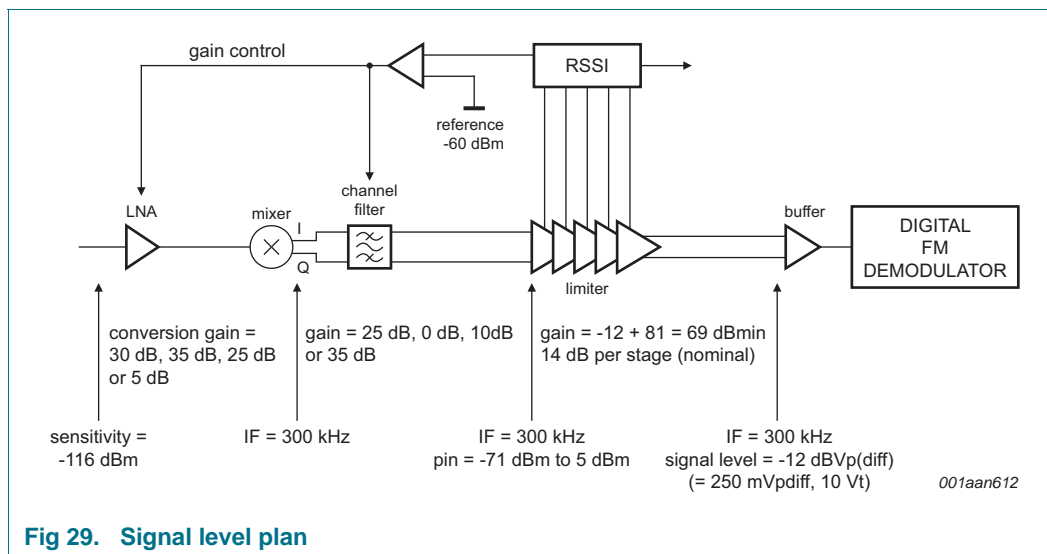 gain control
RSSI
reference
-60 dBm
channel
filter
LNA
mixer
I
Q
buffer
DIGITAL
FM
DEMODULATOR
limiter
conversion gain =
30 dB, 35 dB, 25 dB
or 5 dB
gain = 25 dB, 0 dB, 10dB
or 35 dB
gain = -12 + 81 = 69 dBmin
14 dB per stage (nominal)
sensitivity =
-116 dBm
IF = 300 kHz
IF = 300 kHz
pin = -71 dBm to 5 dBm
IF = 300 kHz
signal level = -12 dBVp(diff)
(= 250 mVpdiff, 10 Vt)
001aan612
Fig 29. Signal level plan